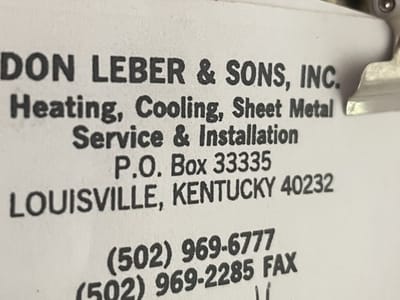 DON LEBER & SONS, INC.
Heating, Cooling, Sheet Metal
Service & Installation
P.O. Box 33335
LOUISVILLE, KENTUCKY 40232
(502) 969-6777
(502) 969-2285 FAX